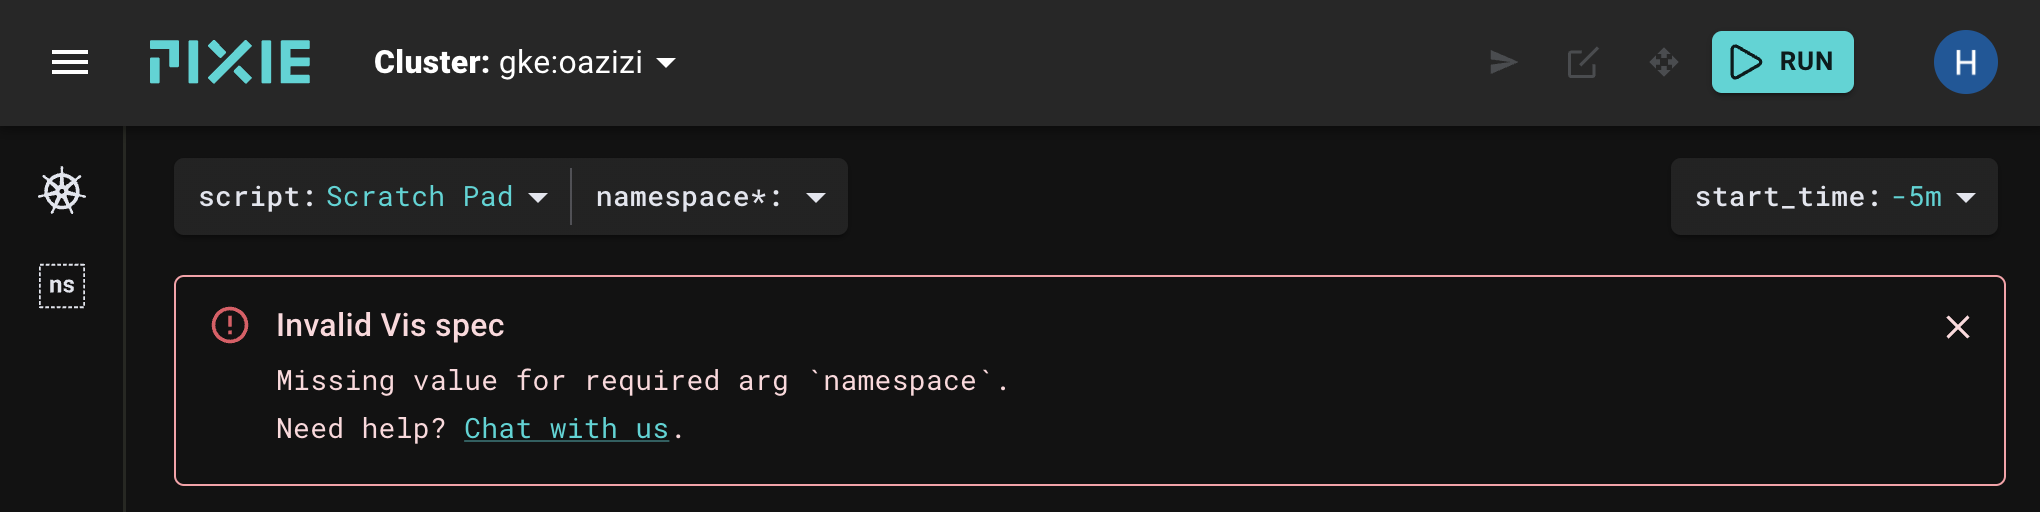 PIXIE Cluster: gke:oazizi RUN H
script: Scratch Pad namespace*: start_time: -5m
ns
Invalid Vis spec
Missing value for required arg `namespace`.
Need help? Chat with us.